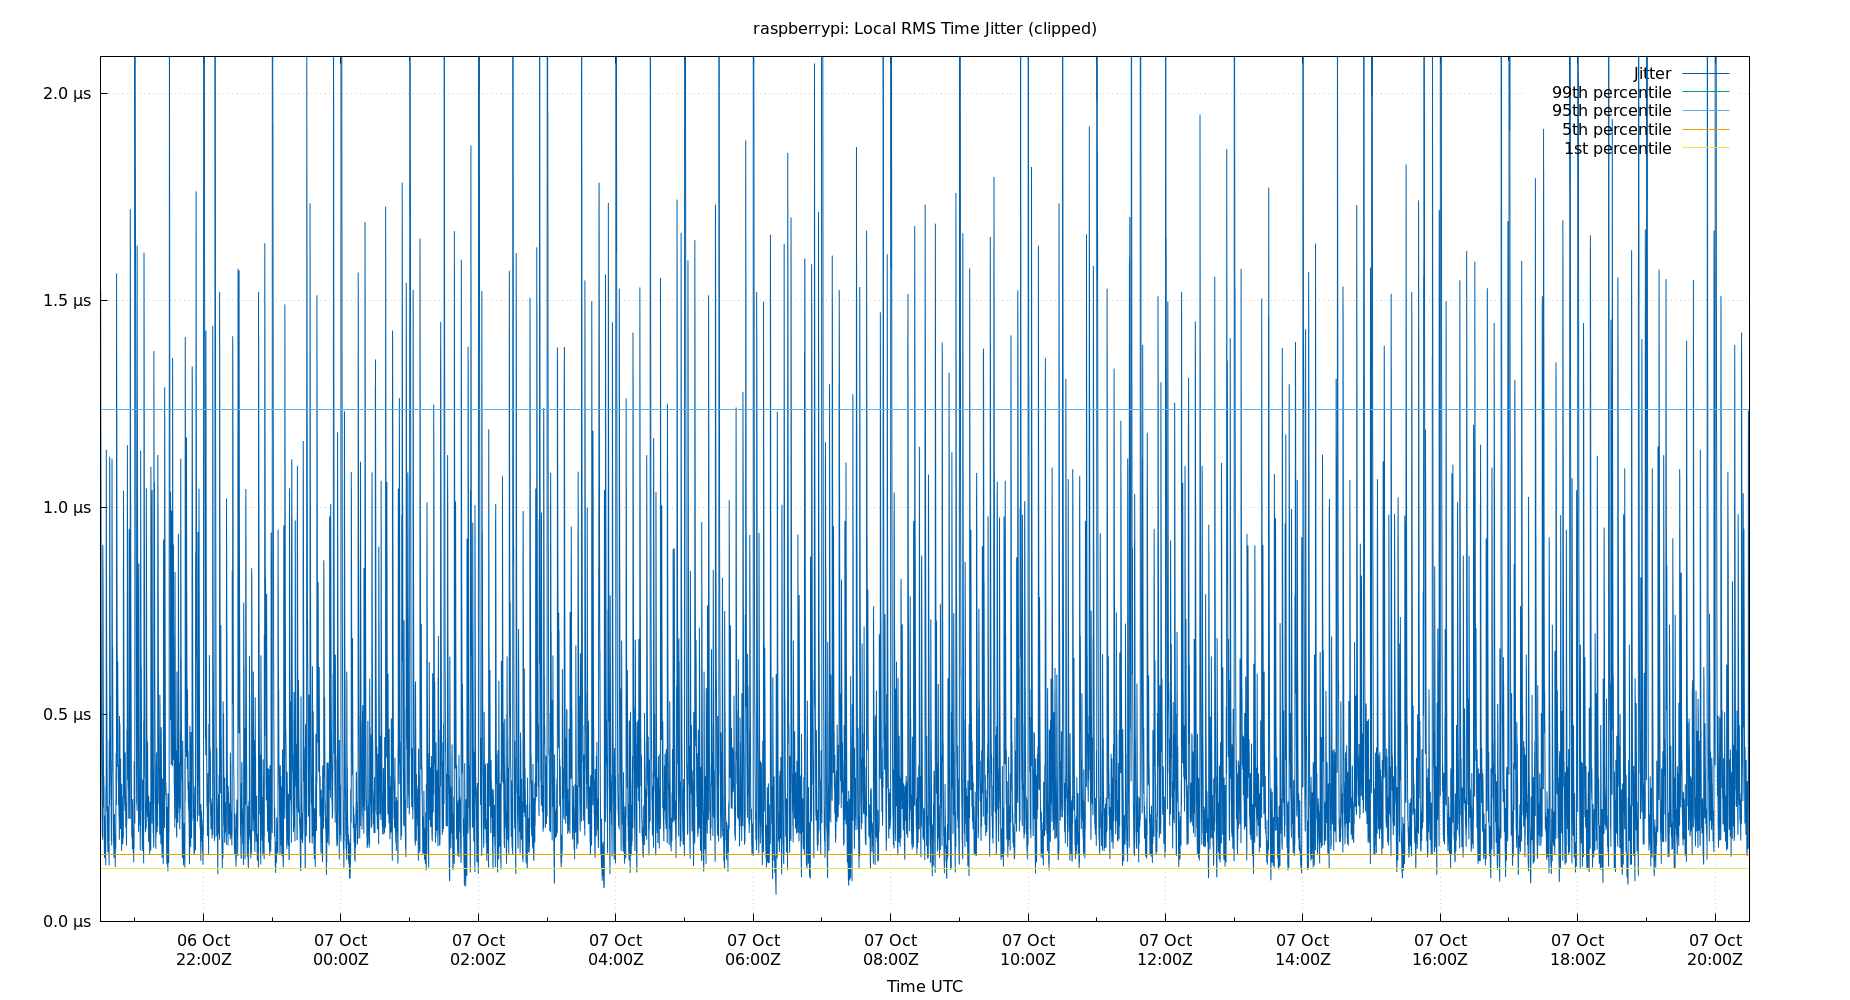 raspberrypi: Local RMS Time Jitter (clipped)
Jitter
99th percentile
95th percentile
5th percentile
1st percentile
2.0 µs
1.5 µs
1.0 µs
0.5 µs
0.0 µs
06 Oct 07 Oct 07 Oct 07 Oct 07 Oct 07 Oct 07 Oct 07 Oct 07 Oct 07 Oct 07 Oct 07 Oct
22:00Z 00:00Z 02:00Z 04:00Z 06:00Z 08:00Z 10:00Z 12:00Z 14:00Z 16:00Z 18:00Z 20:00Z
Time UTC